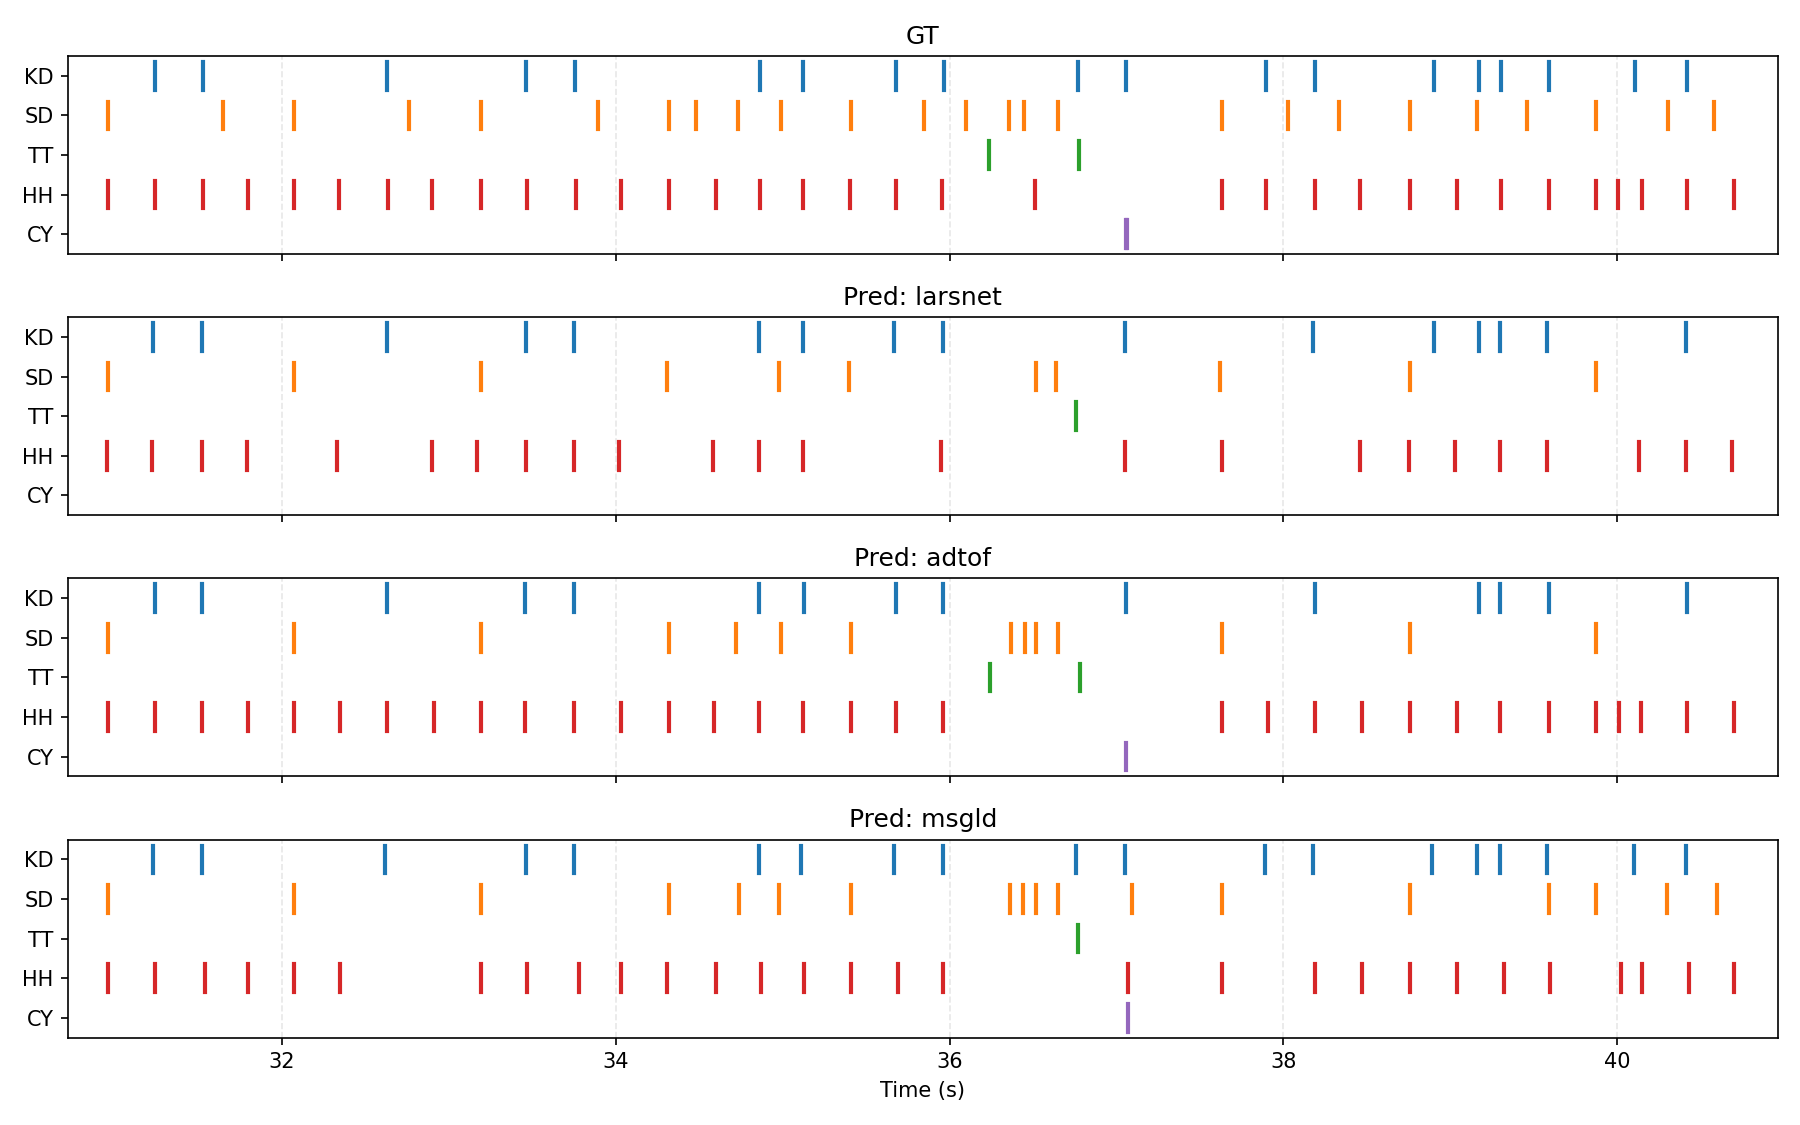 GT
KD
SD
TT
HH
CY
Pred: larsnet
KD
SD
TT
HH
CY
Pred: adtof
KD
SD
TT
HH
CY
Pred: msgld
KD
SD
TT
HH
CY
32 34 36 38 40
Time (s)